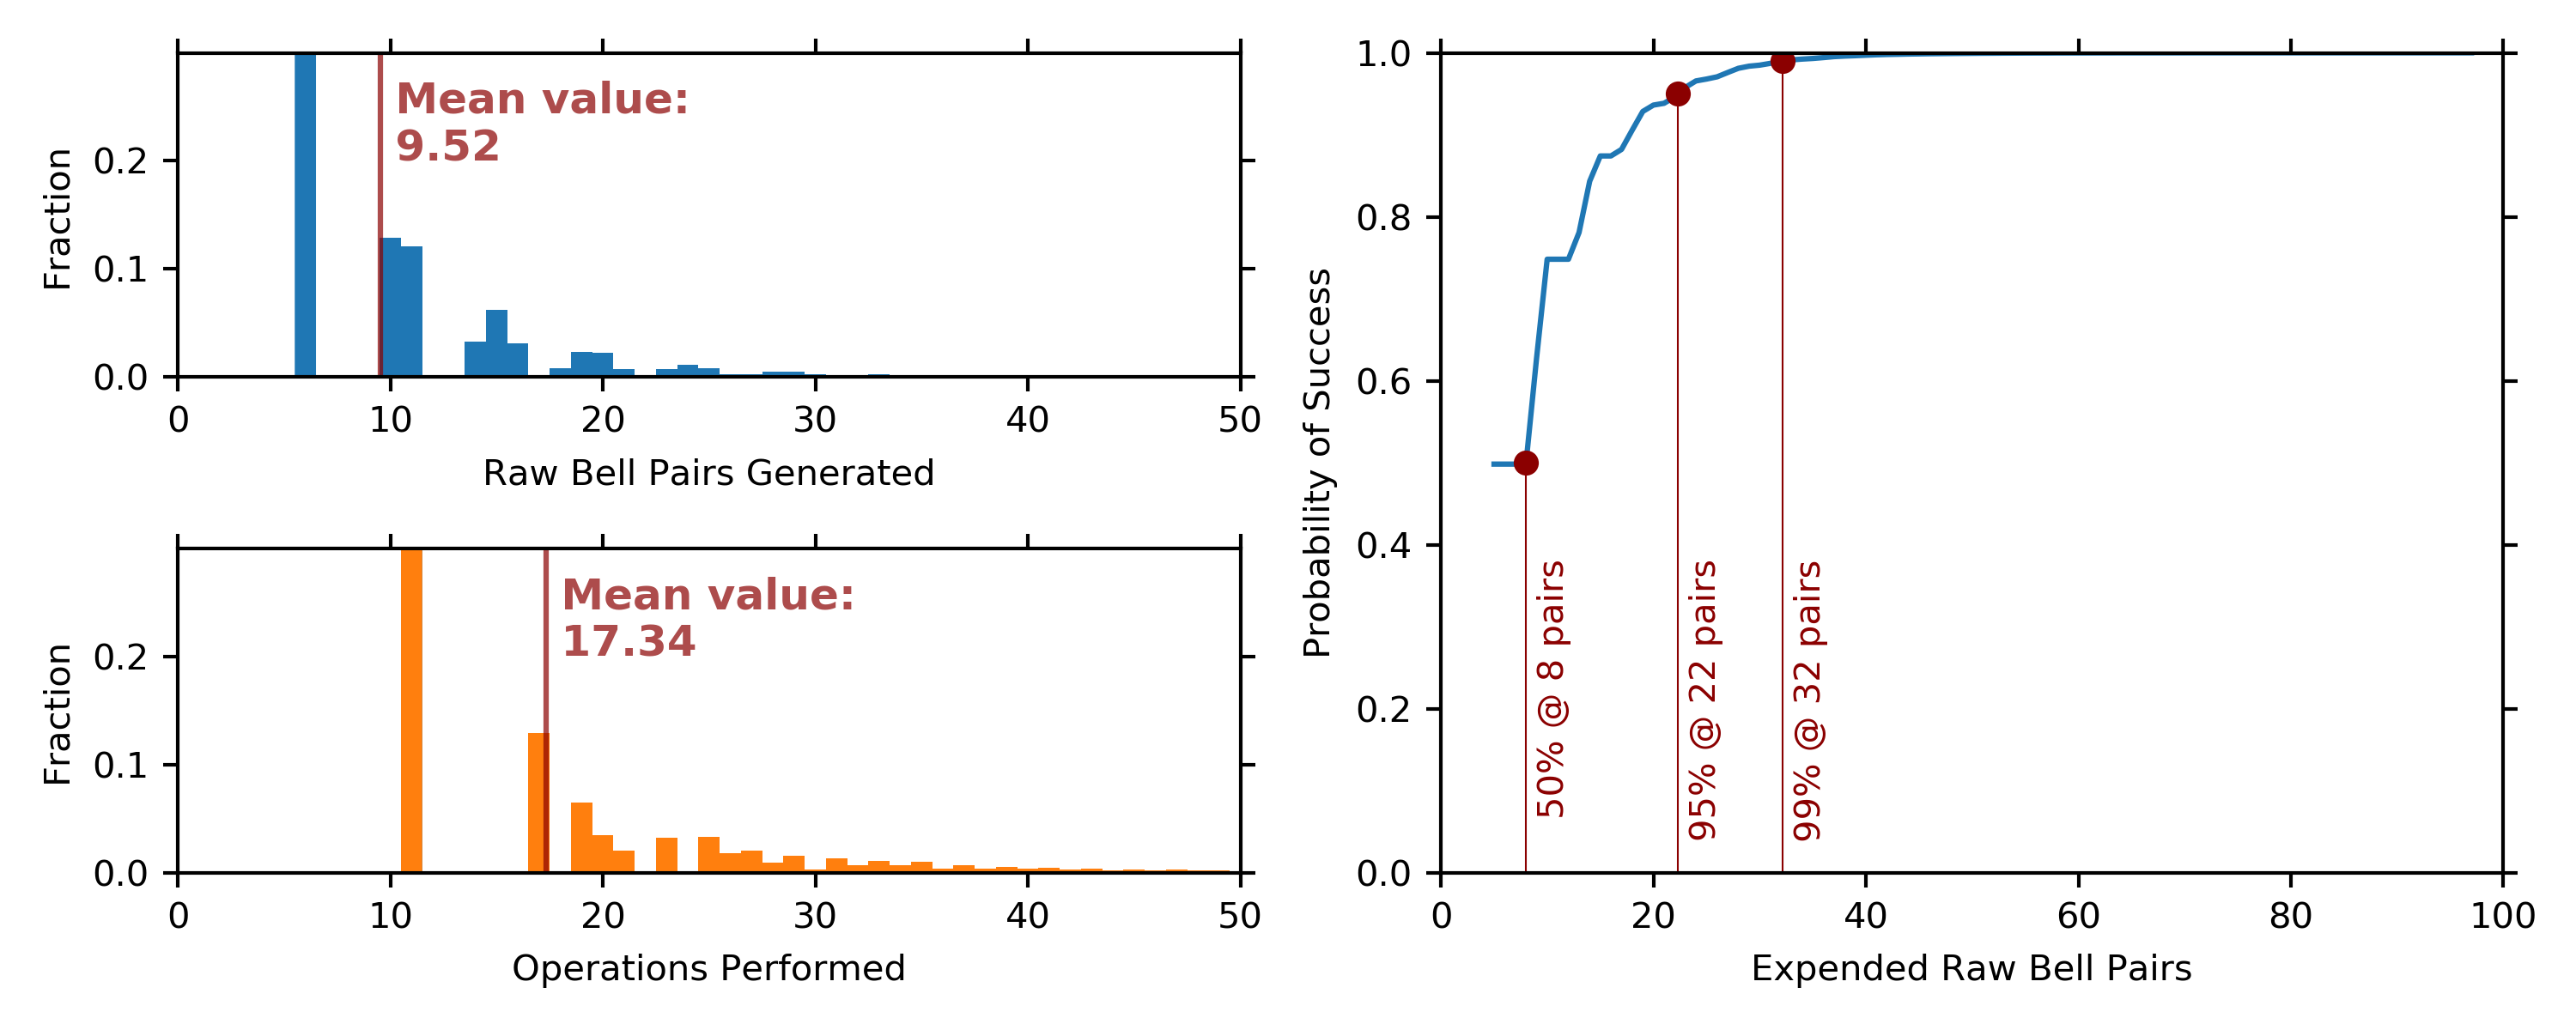 Fraction
0.2
0.1
0.0
Mean value:
9.52
0 10 20 30 40 50
Raw Bell Pairs Generated
Fraction
0.2
0.1
0.0
Mean value:
17.34
0 10 20 30 40 50
Operations Performed
Probability of Success
1.0
0.8
0.6
0.4
0.2
0.0
50% @ 8 pairs
95% @ 22 pairs
99% @ 32 pairs
0 20 40 60 80 100
Expended Raw Bell Pairs